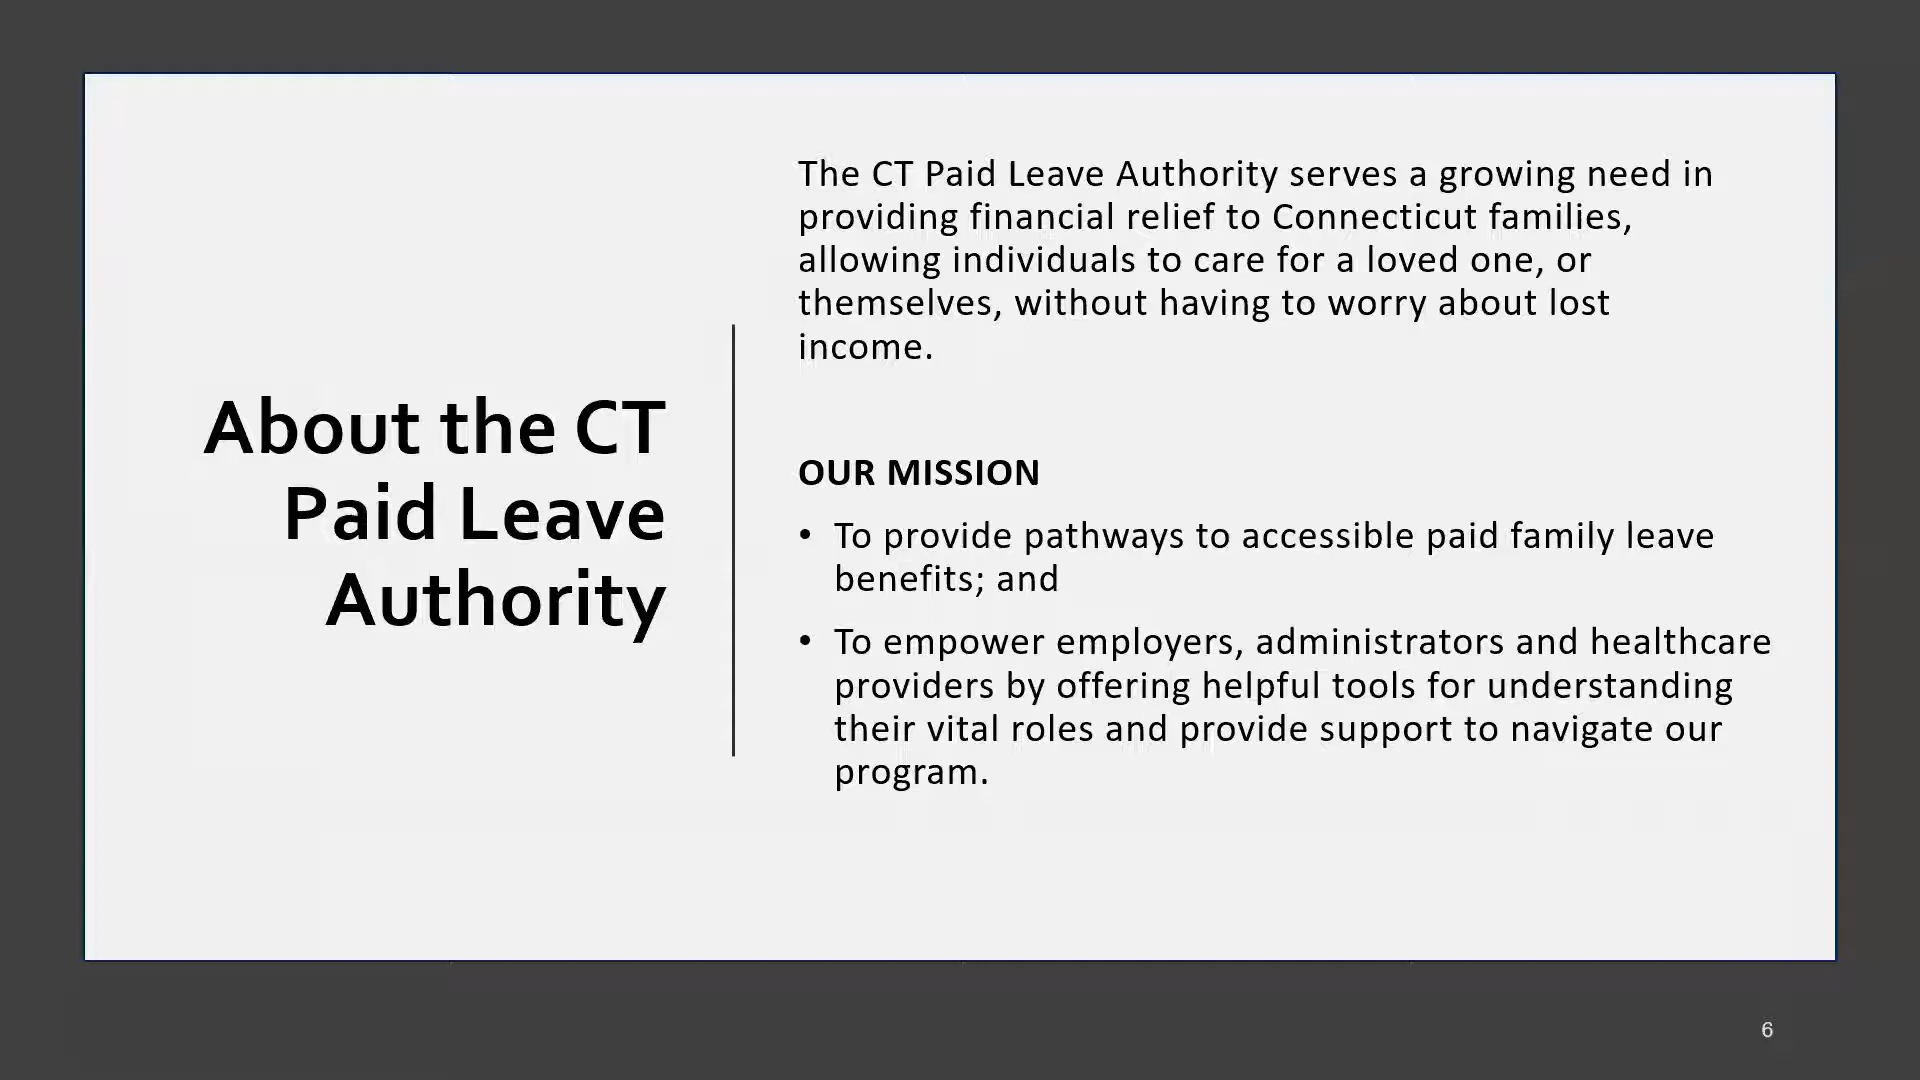 About the CT
Paid Leave
Authority
The CT Paid Leave Authority serves a growing need in
providing financial relief to Connecticut families,
allowing individuals to care for a loved one, or
themselves, without having to worry about lost
income.
OUR MISSION
• To provide pathways to accessible paid family leave
benefits; and
• To empower employers, administrators and healthcare
providers by offering helpful tools for understanding
their vital roles and provide support to navigate our
program.
6